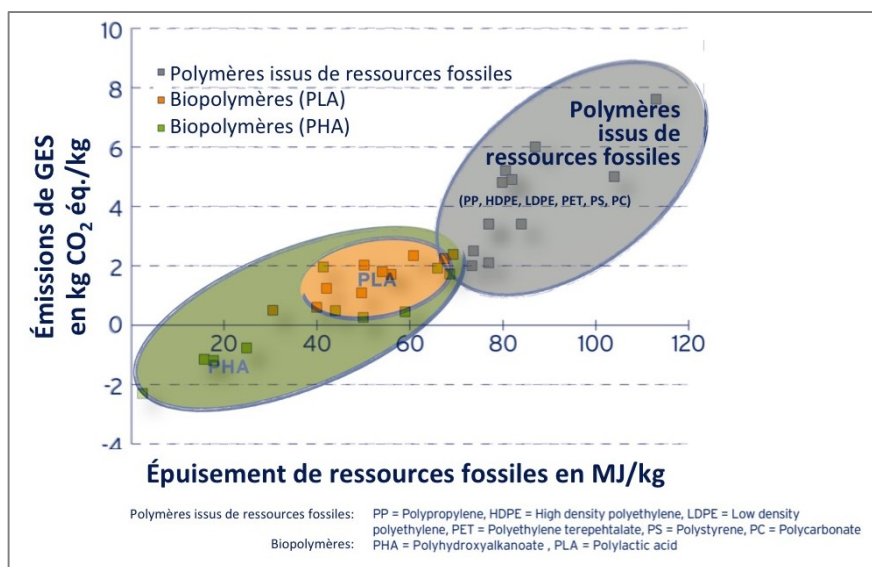 10
8
6
4
2
0
-2
-4
20
40
60
80
100
120
Émissions de GES
en kg CO₂ éq./kg
Polymères issus de ressources fossiles
Biopolymères (PLA)
Biopolymères (PHA)
Polymères
issus de
ressources fossiles
(PP, HDPE, LDPE, PET, PS, PC)
PLA
PHA
Épuisement de ressources fossiles en MJ/kg
Polymères issus de ressources fossiles: PP = Polypropylene, HDPE = High density polyethylene, LDPE = Low density
polyethylene, PET = Polyethylene terepehtalate, PS = Polystyrene, PC = Polycarbonate
Biopolymères: PHA = Polyhydroxyalkanoate , PLA = Polylactic acid